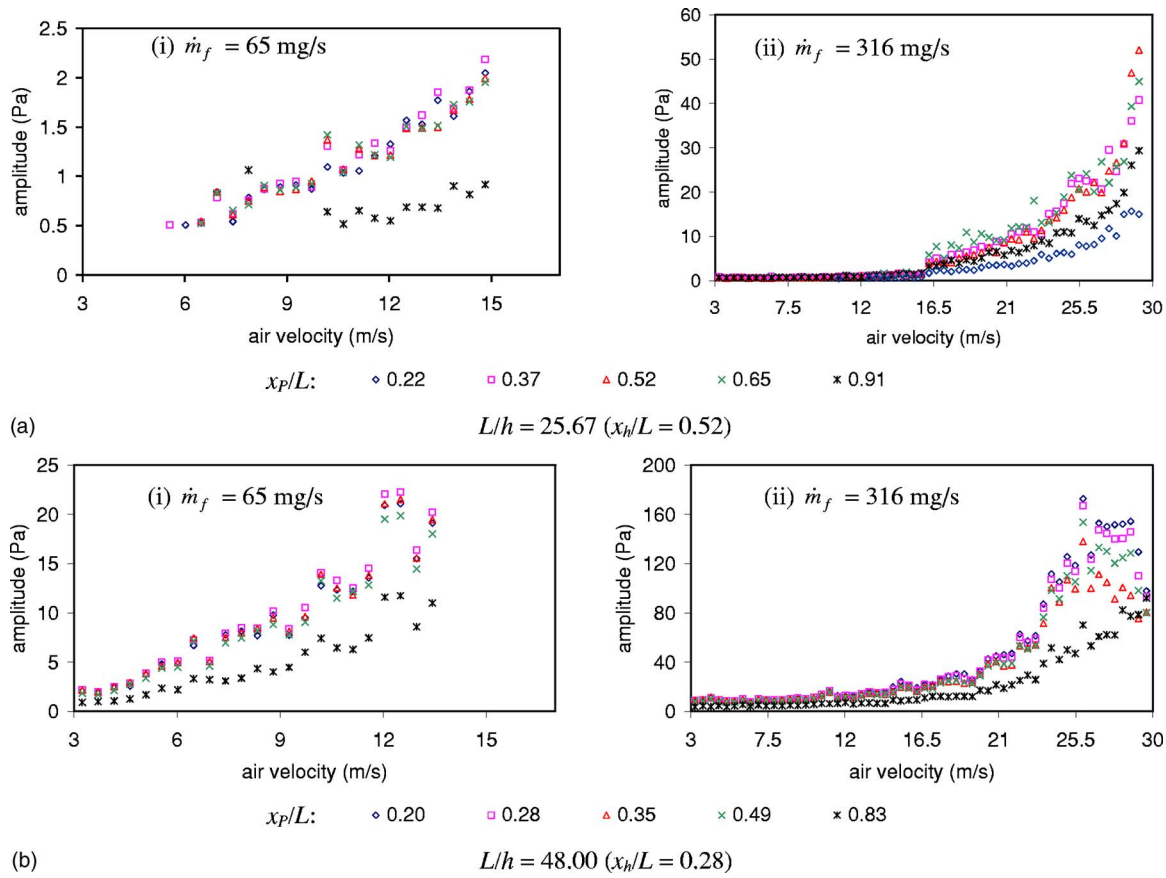 (i) ṁf = 65 mg/s
amplitude (Pa)
2.5
2
1.5
1
0.5
0
3 6 9 12 15
air velocity (m/s)
(ii) ṁf = 316 mg/s
amplitude (Pa)
60
50
40
30
20
10
0
3 7.5 12 16.5 21 25.5 30
air velocity (m/s)
xP/L: 0.22 0.37 0.52 0.65 0.91
(a) L/h = 25.67 (xh/L = 0.52)
(i) ṁf = 65 mg/s
amplitude (Pa)
25
20
15
10
5
0
3 6 9 12 15
air velocity (m/s)
(ii) ṁf = 316 mg/s
amplitude (Pa)
200
160
120
80
40
0
3 7.5 12 16.5 21 25.5 30
air velocity (m/s)
xP/L: 0.20 0.28 0.35 0.49 0.83
(b) L/h = 48.00 (xh/L = 0.28)